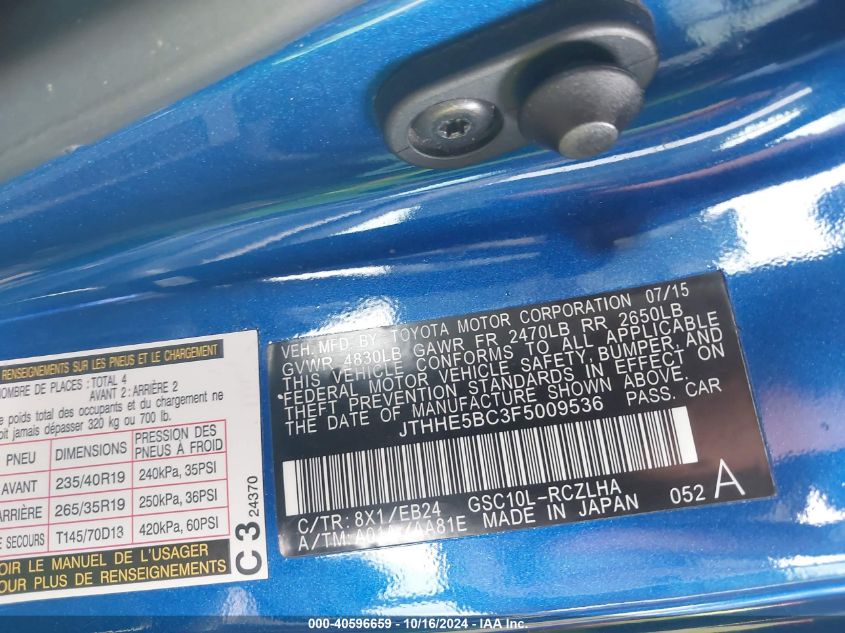 RENSEIGNEMENTS SUR LES PNEUS ET LE CHARGEMENT
NOMBRE DE PLACES: TOTAL 4
AVANT 2: ARRIÈRE 2
poids total des occupants et du chargement ne
doit jamais dépasser 320 kg ou 700 lb.
PNEU DIMENSIONS PRESSION DES PNEUS À FROID
AVANT 235/40R19 240kPa, 35PSI
ARRIÈRE 265/35R19 250kPa, 36PSI
DE SECOURS T145/70D13 420kPa, 60PSI
VOIR LE MANUEL DE L'USAGER
POUR PLUS DE RENSEIGNEMENTS
C 3 24370
VEH. MFD. BY: TOYOTA MOTOR CORPORATION 07/15
GVWR 4830LB GAWR FR 2470LB RR 2650LB
THIS VEHICLE CONFORMS TO ALL APPLICABLE
FEDERAL MOTOR VEHICLE SAFETY, BUMPER, AND
THEFT PREVENTION STANDARDS IN EFFECT ON THE
DATE OF MANUFACTURE SHOWN ABOVE.
JTHHE5BC3F5009536 PASS. CAR
C/TR: 8X1/EB24 GSC10L-RCZLHA
A/TM: /AA81E MADE IN JAPAN 052 A
000-40596659 - 10/16/2024 - IAA Inc.